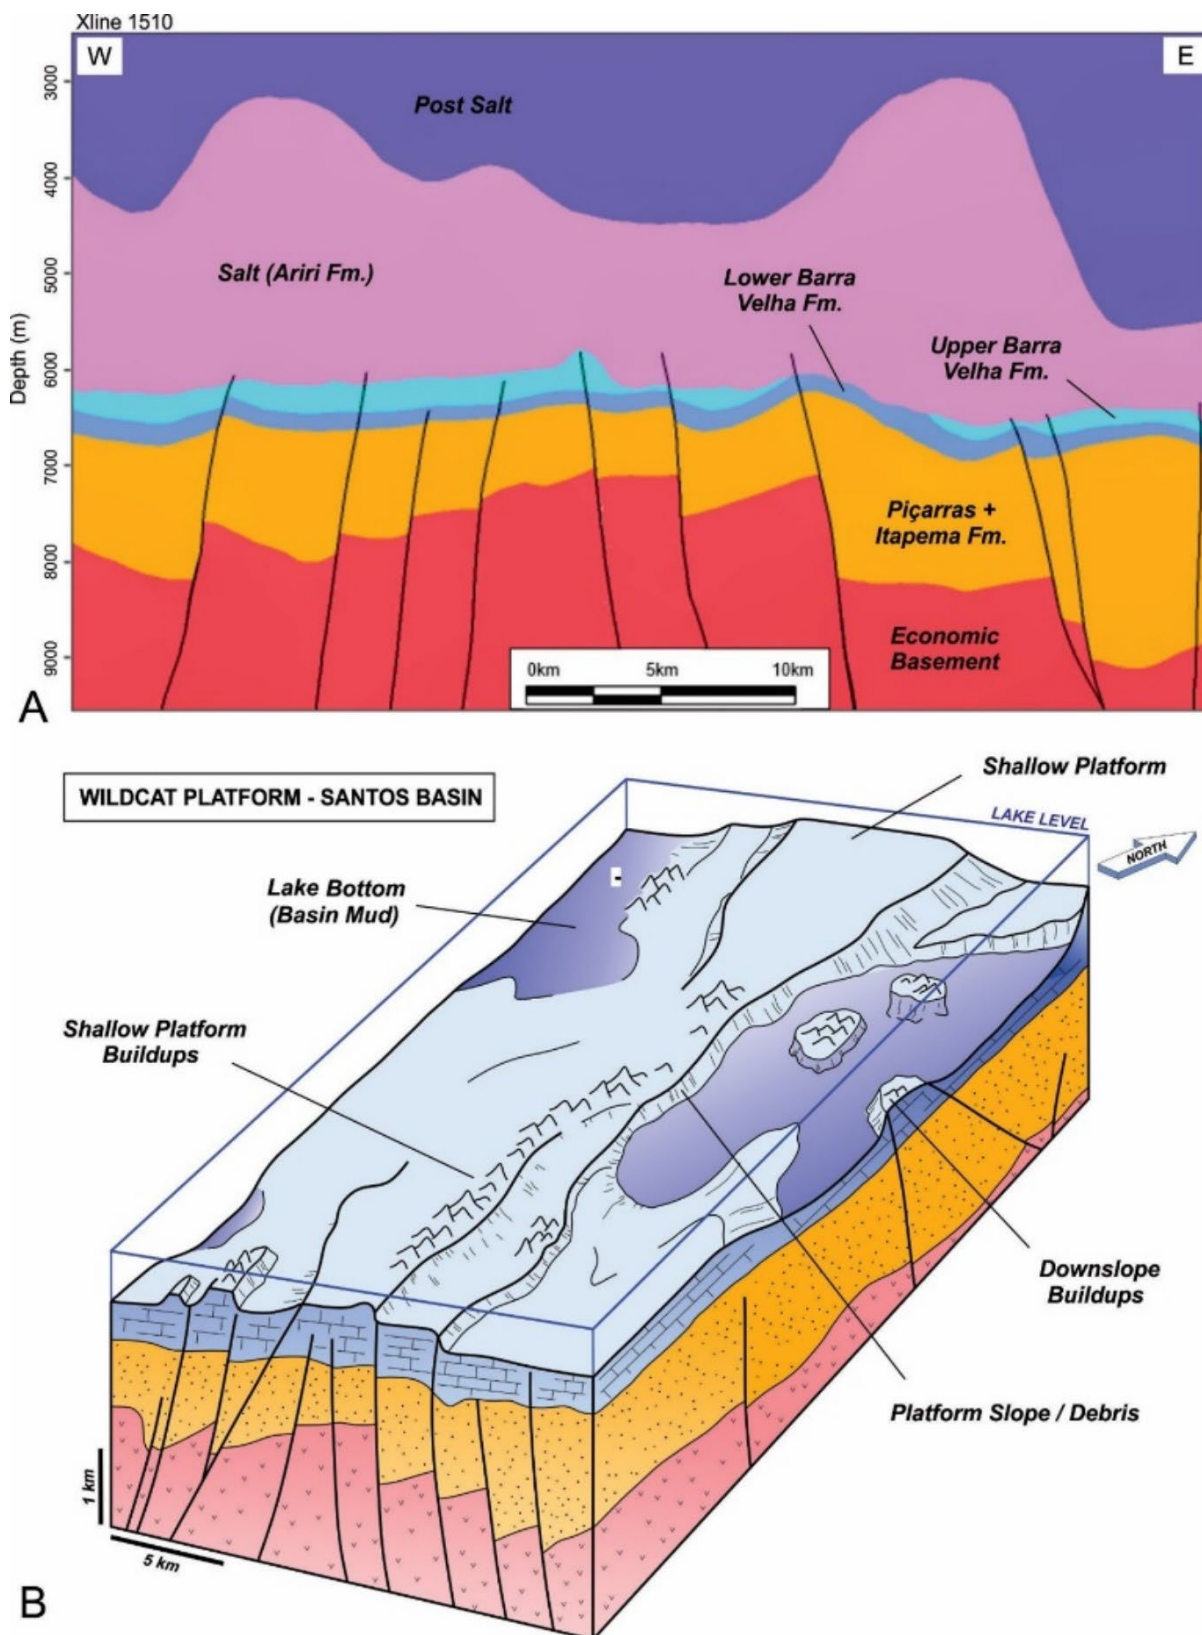 Xline 1510
W
E
Post Salt
Salt (Ariri Fm.)
Lower Barra
Velha Fm.
Upper Barra
Velha Fm.
Piçarras +
Itapema Fm.
Economic
Basement
Depth (m)
3000
4000
5000
6000
7000
8000
9000
0km
5km
10km
A
WILDCAT PLATFORM - SANTOS BASIN
Shallow Platform
LAKE LEVEL
NORTH
Lake Bottom
(Basin Mud)
Shallow Platform
Buildups
Downslope
Buildups
Platform Slope / Debris
1 km
5 km
B